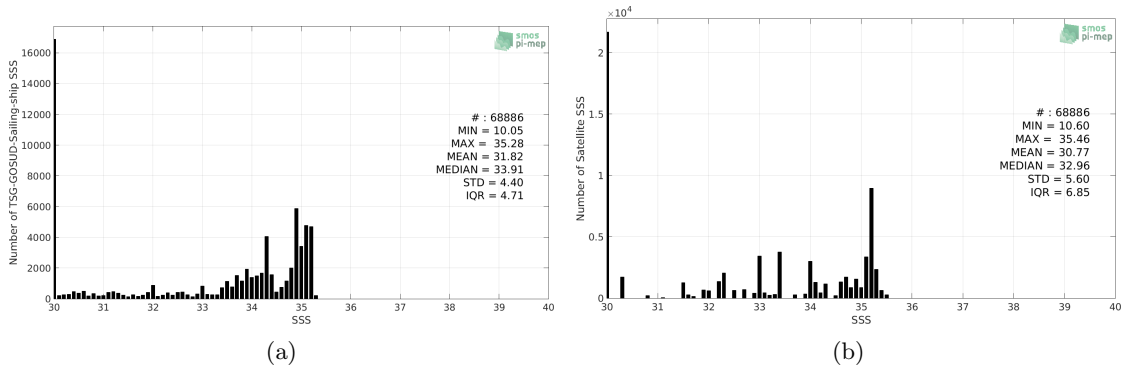 smos
pi-mep
Number of TSG-GOSUD-Sailing-ship SSS
16000
14000
12000
10000
8000
6000
4000
2000
0
# : 68886
MIN = 10.05
MAX = 35.28
MEAN = 31.82
MEDIAN = 33.91
STD = 4.40
IQR = 4.71
30 31 32 33 34 35 36 37 38 39 40
SSS
(a)
×10⁴
smos
pi-mep
Number of Satellite SSS
2
1.5
1
0.5
0
# : 68886
MIN = 10.60
MAX = 35.46
MEAN = 30.77
MEDIAN = 32.96
STD = 5.60
IQR = 6.85
30 31 32 33 34 35 36 37 38 39 40
SSS
(b)